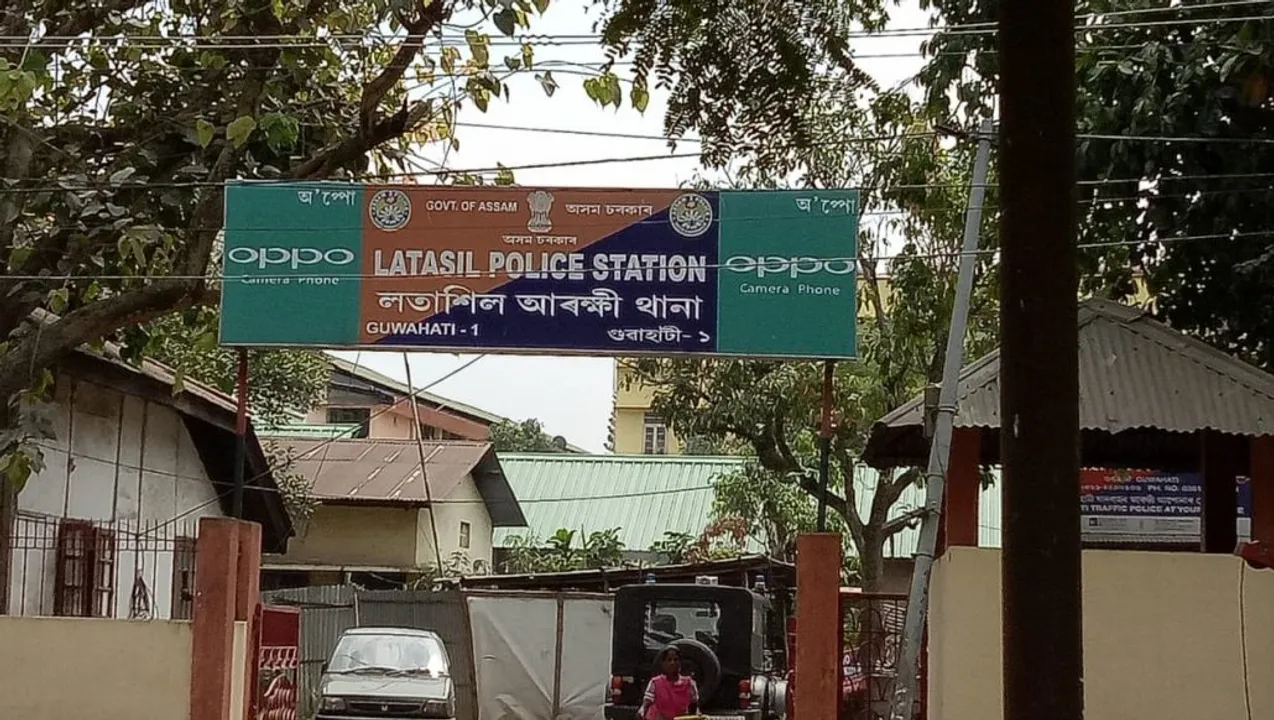 অ'প্পো
oppo
Camera Phone
GOVT. OF ASSAM
অসম চৰকাৰ
অসম চৰকাৰ
LATASIL POLICE STATION
লতাশিল আৰক্ষী থানা
GUWAHATI - 1
গুৱাহাটী- ১
অ'প্পো
oppo
Camera Phone
GUWAHATI
TRAFFIC POLICE AT YOUR